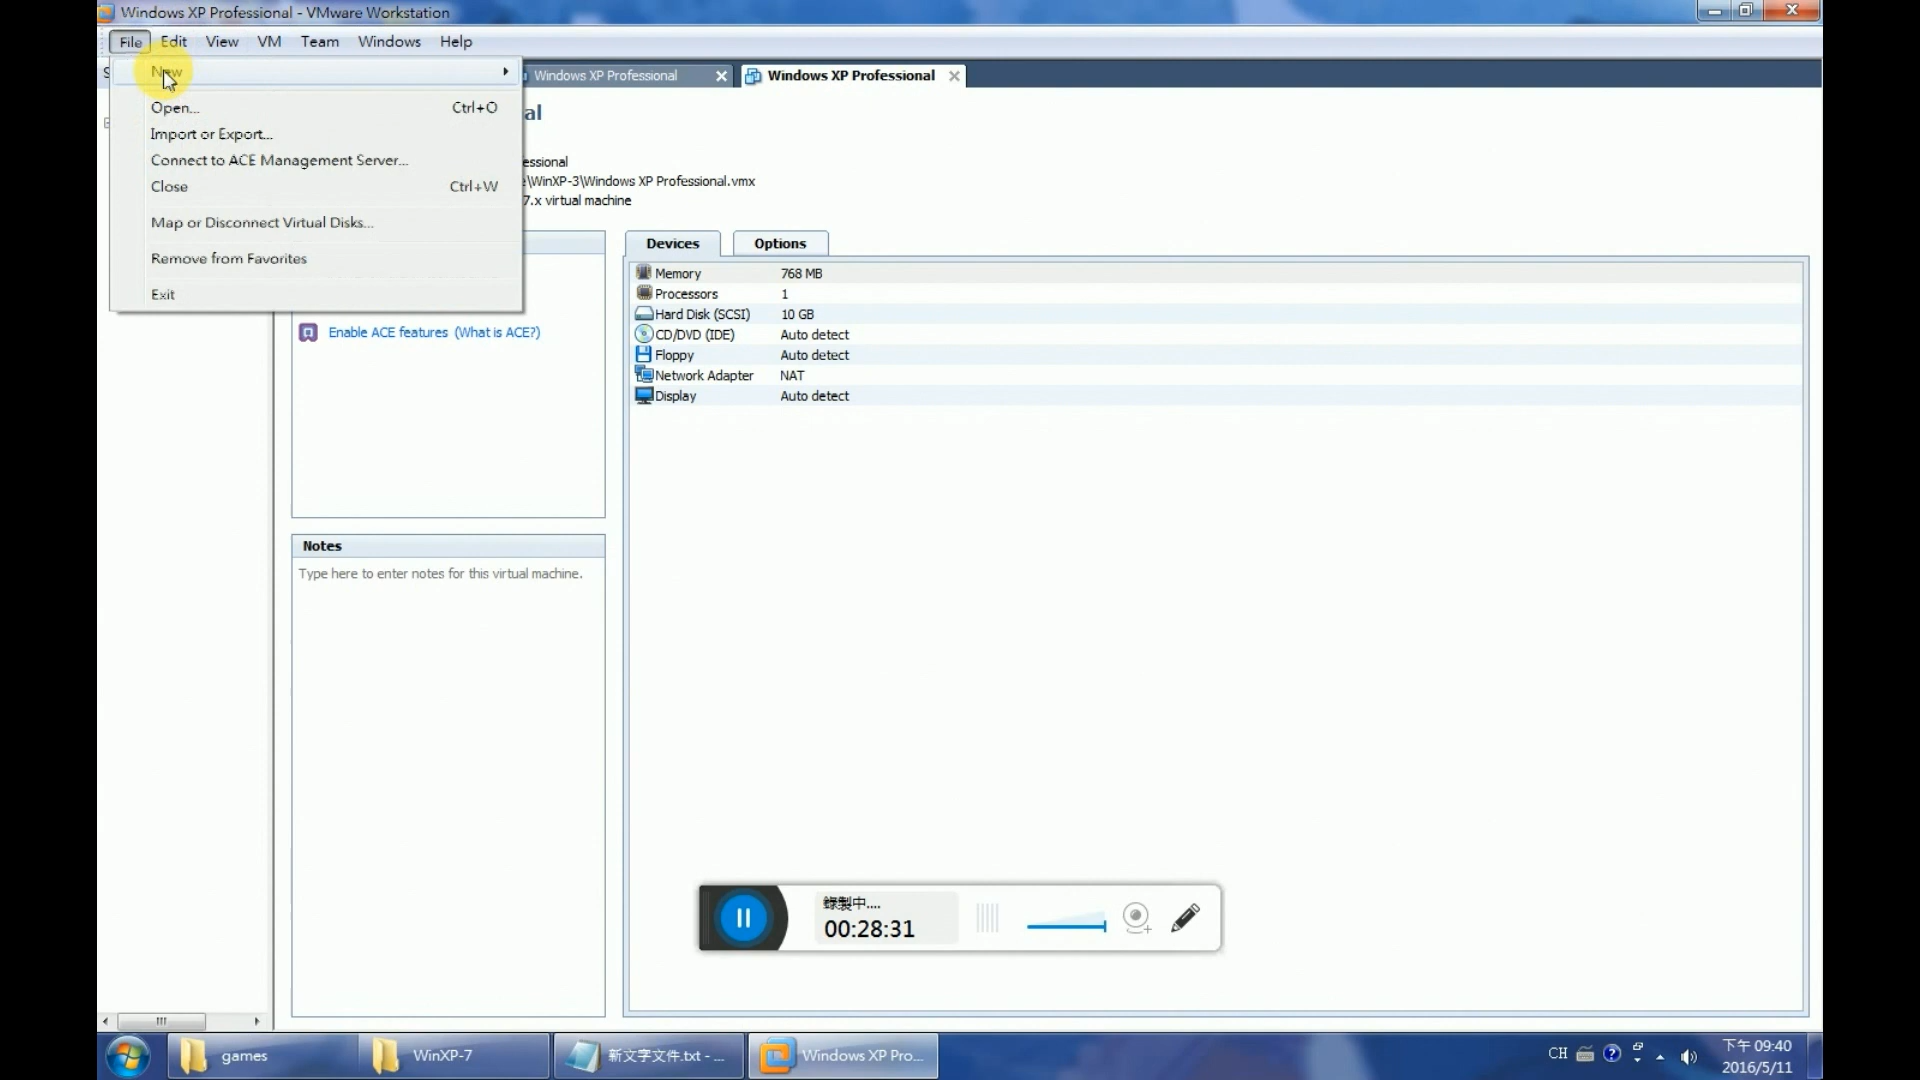 Windows XP Professional - VMware Workstation
File Edit View VM Team Windows Help
New
Open... Ctrl+O
Import or Export...
Connect to ACE Management Server...
Close Ctrl+W
Map or Disconnect Virtual Disks...
Remove from Favorites
Exit
Windows XP Professional
Windows XP Professional
al
essional
\WinXP-3\Windows XP Professional.vmx
7.x virtual machine
Enable ACE features (What is ACE?)
Devices Options
Memory 768 MB
Processors 1
Hard Disk (SCSI) 10 GB
CD/DVD (IDE) Auto detect
Floppy Auto detect
Network Adapter NAT
Display Auto detect
Notes
Type here to enter notes for this virtual machine.
錄製中....
00:28:31
games
WinXP-7
新文字文件.txt - ...
Windows XP Pro...
CH
下午 09:40
2016/5/11